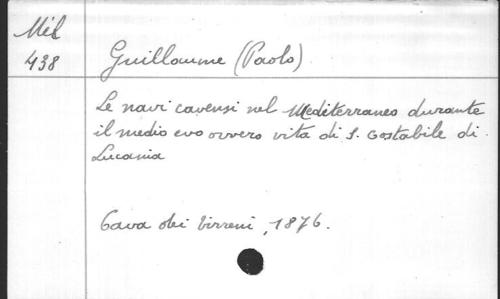 Mél
438
Guillaume (Paolo)
Le navi cavensi nel Mediterraneo durante
il medio evo ovvero vita di S. Costabile di
Lucania
Cava dei Tirreni, 1876.